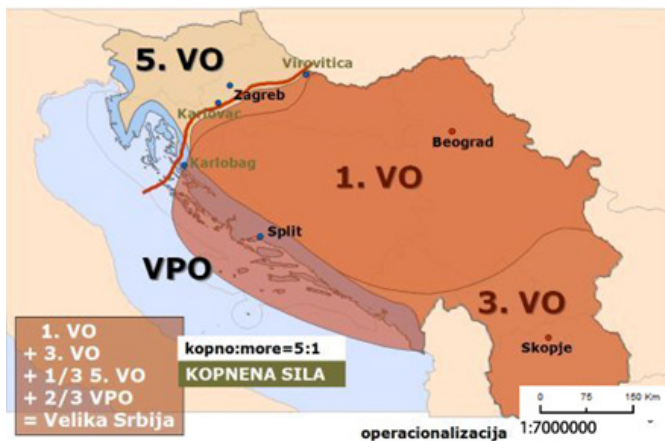 5. VO
Virovitica
Zagreb
Karlovac
Beograd
Karlobag
1. VO
Split
VPO
3. VO
1. VO
+ 3. VO
+ 1/3 5. VO
+ 2/3 VPO
= Velika Srbija
kopno:more=5:1
KOPNENA SILA
Skopje
0 75 150 Km
1:7000000
operacionalizacija